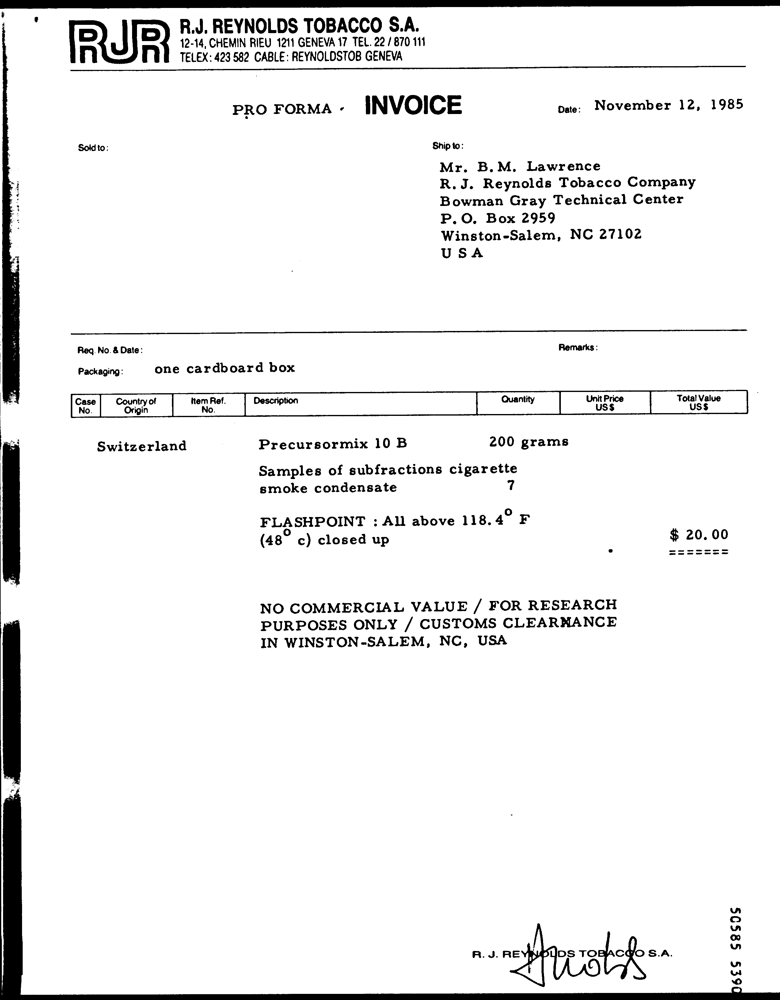 RJR
R.J. REYNOLDS TOBACCO S.A.
12-14, CHEMIN RIEU 1211 GENEVA 17 TEL. 22 / 870 111
TELEX: 423 582 CABLE: REYNOLDSTOB GENEVA
PRO FORMA - INVOICE Date: November 12, 1985
Sold to: Ship to:
Mr. B.M. Lawrence
R.J. Reynolds Tobacco Company
Bowman Gray Technical Center
P.O. Box 2959
Winston-Salem, NC 27102
U S A
Req. No. & Date: Remarks:
Packaging: one cardboard box
Case No. Country of Origin Item Ref. No. Description Quantity Unit Price US $ Total Value US $
Switzerland Precursormix 10 B 200 grams
Samples of subfractions cigarette
smoke condensate 7
FLASHPOINT : All above 118.4° F
(48° c) closed up $ 20.00
=======
NO COMMERCIAL VALUE / FOR RESEARCH
PURPOSES ONLY / CUSTOMS CLEARNANCE
IN WINSTON-SALEM, NC, USA
R. J. REYNOLDS TOBACCO S.A.
50585 5390